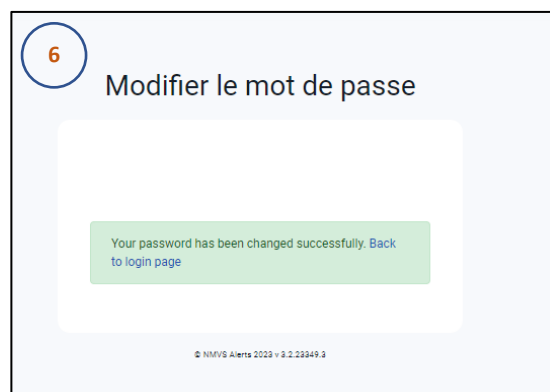 6
Modifier le mot de passe
Your password has been changed successfully. Back
to login page
© NMVS Alerts 2023 v 3.2.23349.3